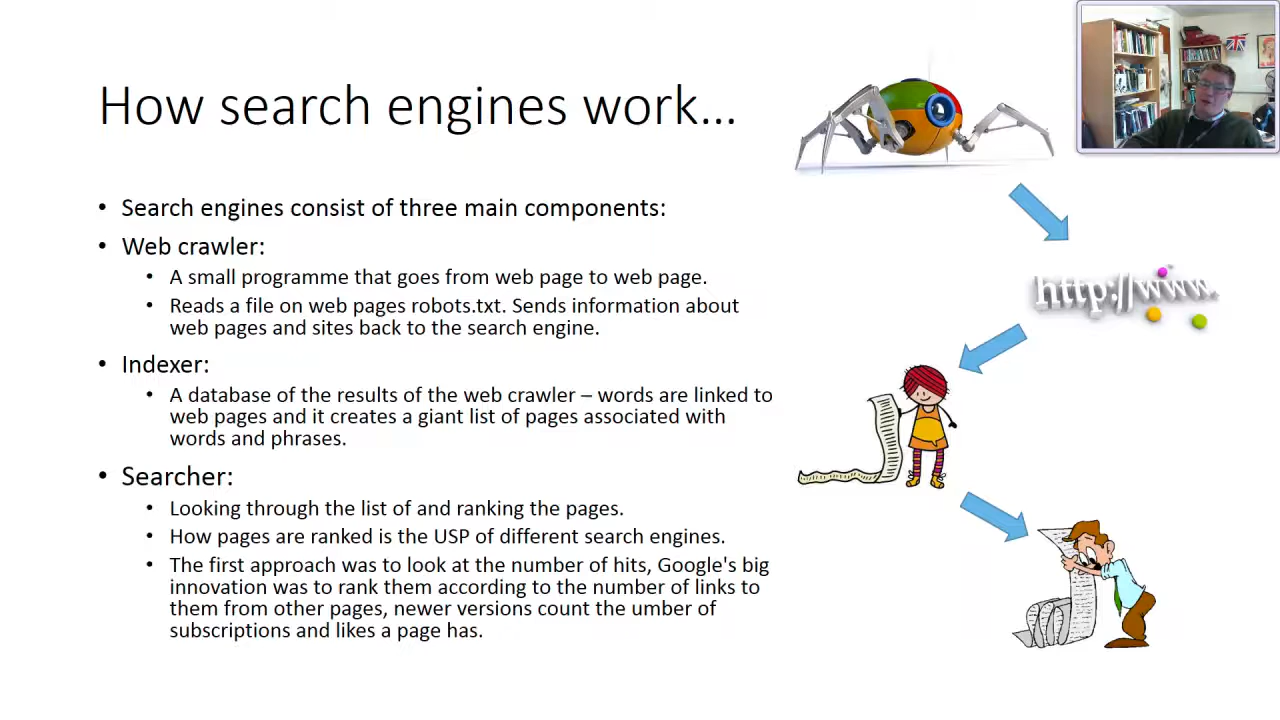 How search engines work...
• Search engines consist of three main components:
• Web crawler:
• A small programme that goes from web page to web page.
• Reads a file on web pages robots.txt. Sends information about
web pages and sites back to the search engine.
http://www.
• Indexer:
• A database of the results of the web crawler – words are linked to
web pages and it creates a giant list of pages associated with
words and phrases.
• Searcher:
• Looking through the list of and ranking the pages.
• How pages are ranked is the USP of different search engines.
• The first approach was to look at the number of hits, Google's big
innovation was to rank them according to the number of links to
them from other pages, newer versions count the umber of
subscriptions and likes a page has.